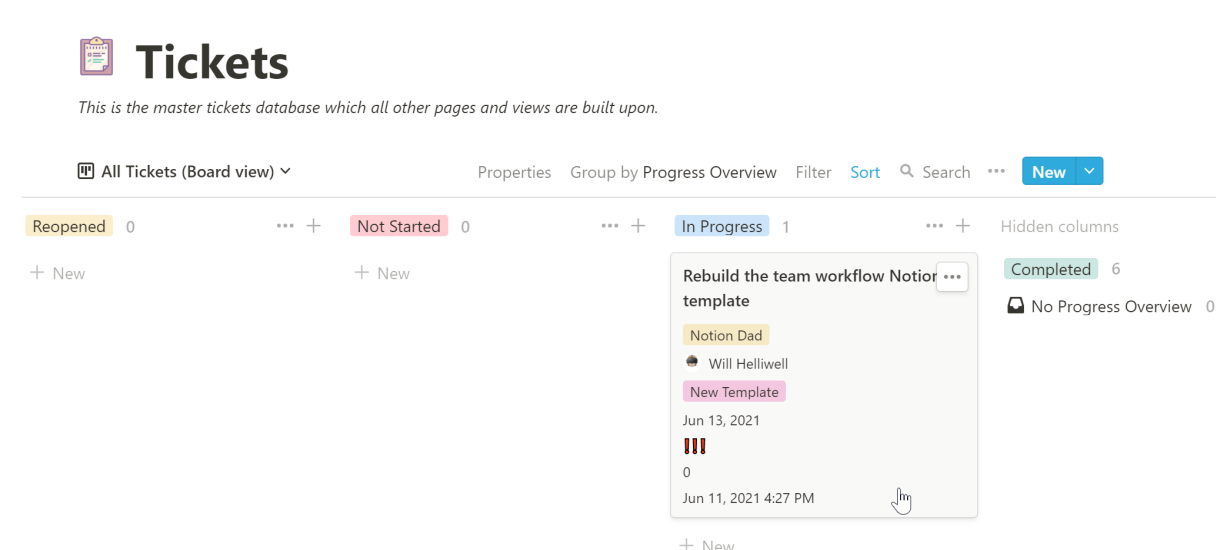 Tickets
This is the master tickets database which all other pages and views are built upon.
All Tickets (Board view)
Properties Group by Progress Overview Filter Sort Search ••• New
Reopened 0 ••• + Not Started 0 ••• + In Progress 1 ••• + Hidden columns
+ New + New
Rebuild the team workflow Notion •••
template
Notion Dad
Will Helliwell
New Template
Jun 13, 2021
!!!
0
Jun 11, 2021 4:27 PM
+ New
Completed 6
No Progress Overview 0